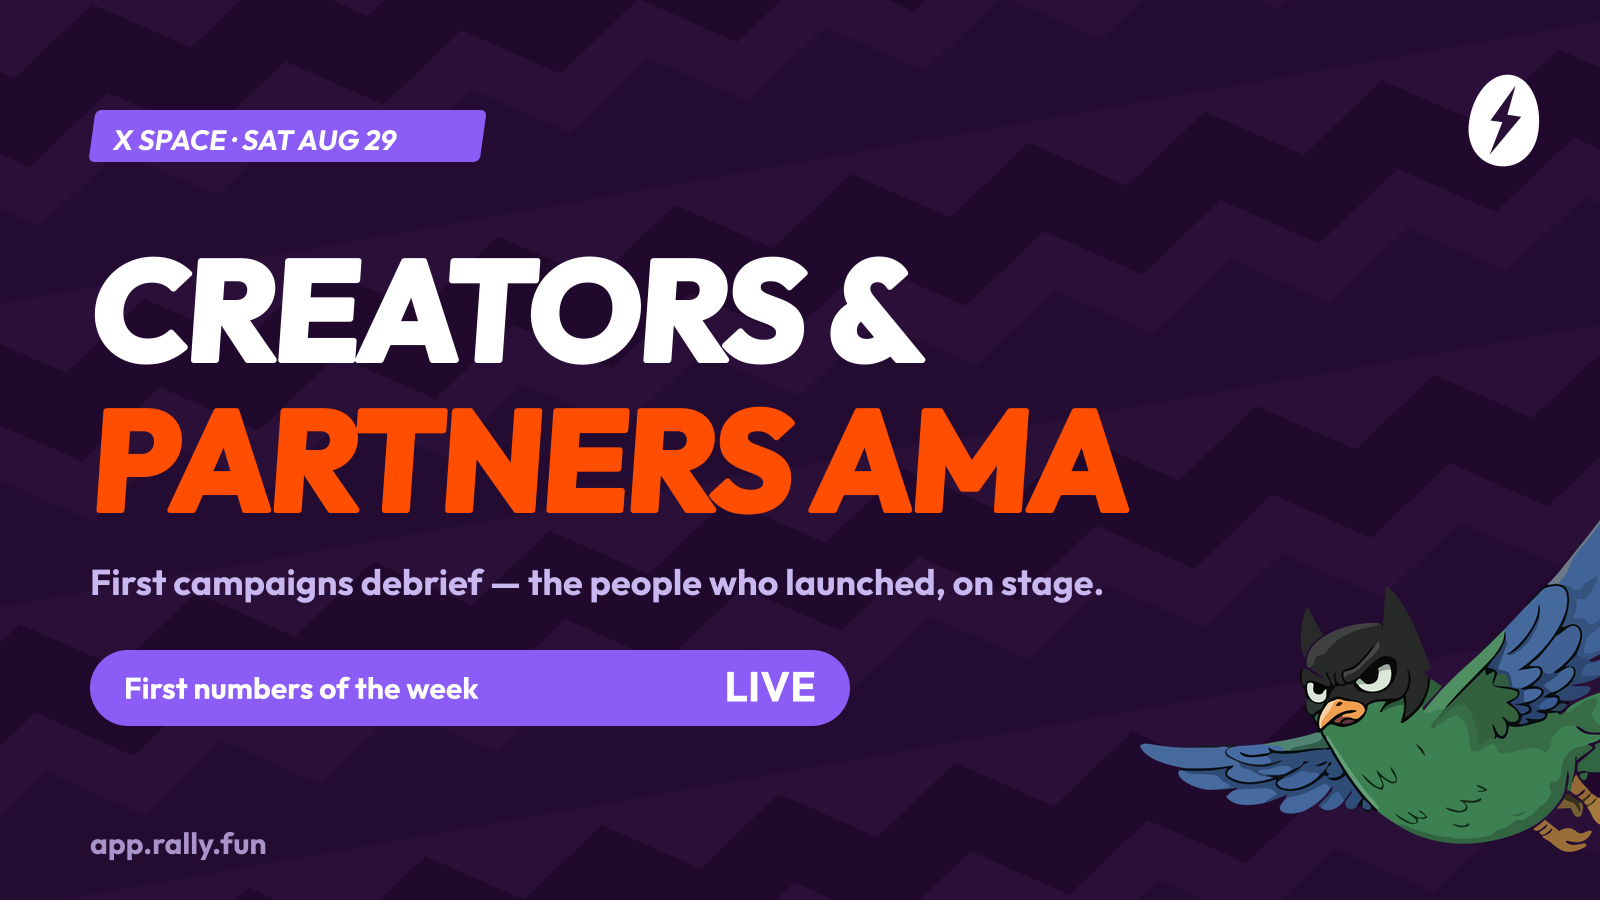 X SPACE · SAT AUG 29
CREATORS &
PARTNERS AMA
First campaigns debrief — the people who launched, on stage.
First numbers of the week LIVE
app.rally.fun